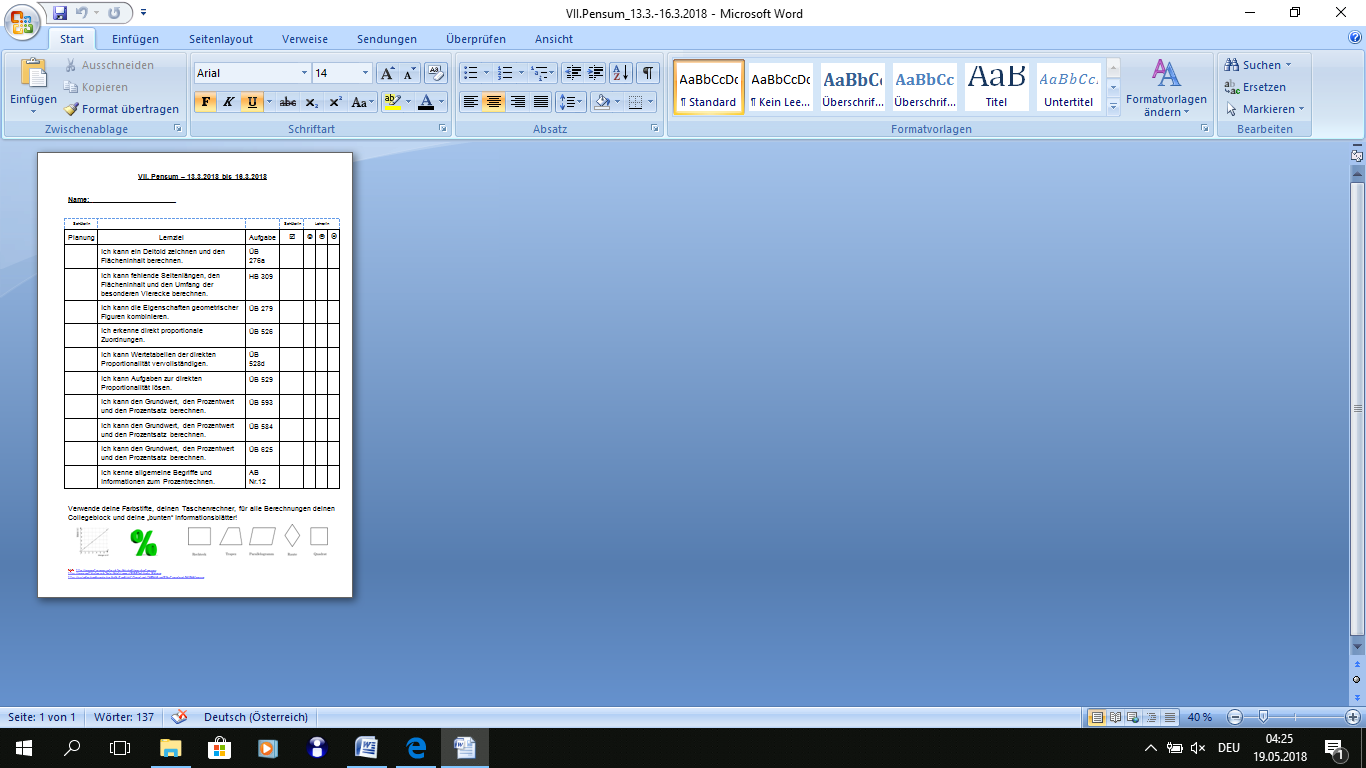 VII.Pensum_13.3.-16.3.2018 - Microsoft Word
Start Einfügen Seitenlayout Verweise Sendungen Überprüfen Ansicht
Einfügen
Ausschneiden
Kopieren
Format übertragen
Zwischenablage
Arial 14
F K U abc x₂ x² Aa
Schriftart
Absatz
AaBbCcDc AaBbCcDc AaBbC AaBbCc AaB AaBbCc.
¶ Standard ¶ Kein Lee... Überschrif... Überschrif... Titel Untertitel
Formatvorlagen
Formatvorlagen ändern
Suchen
Ersetzen
Markieren
Bearbeiten
VII. Pensum – 13.3.2018 bis 16.3.2018
Name:
Planung Lernziel Aufgabe
Ich kann ein Deltoid zeichnen und den Flächeninhalt berechnen. ÜB 276a
Ich kann fehlende Seitenlängen, den Flächeninhalt und den Umfang der besonderen Vierecke berechnen. HB 309
Ich kann die Eigenschaften geometrischer Figuren kombinieren. ÜB 279
Ich erkenne direkt proportionale Zuordnungen. ÜB 526
Ich kann Wertetabellen der direkten Proportionalität vervollständigen. ÜB 528d
Ich kann Aufgaben zur direkten Proportionalität lösen. ÜB 529
Ich kann den Grundwert, den Prozentwert und den Prozentsatz berechnen. ÜB 593
Ich kann den Grundwert, den Prozentwert und den Prozentsatz berechnen. ÜB 584
Ich kann den Grundwert, den Prozentwert und den Prozentsatz berechnen. ÜB 625
Ich kenne allgemeine Begriffe und Informationen zum Prozentrechnen. AB Nr.12
Verwende deine Farbstifte, deinen Taschenrechner, für alle Berechnungen deinen
Collegeblock und deine „bunten“ Informationsblätter!
%
Seite: 1 von 1 Wörter: 137 Deutsch (Österreich) 40 %
DEU 04:25
19.05.2018
1